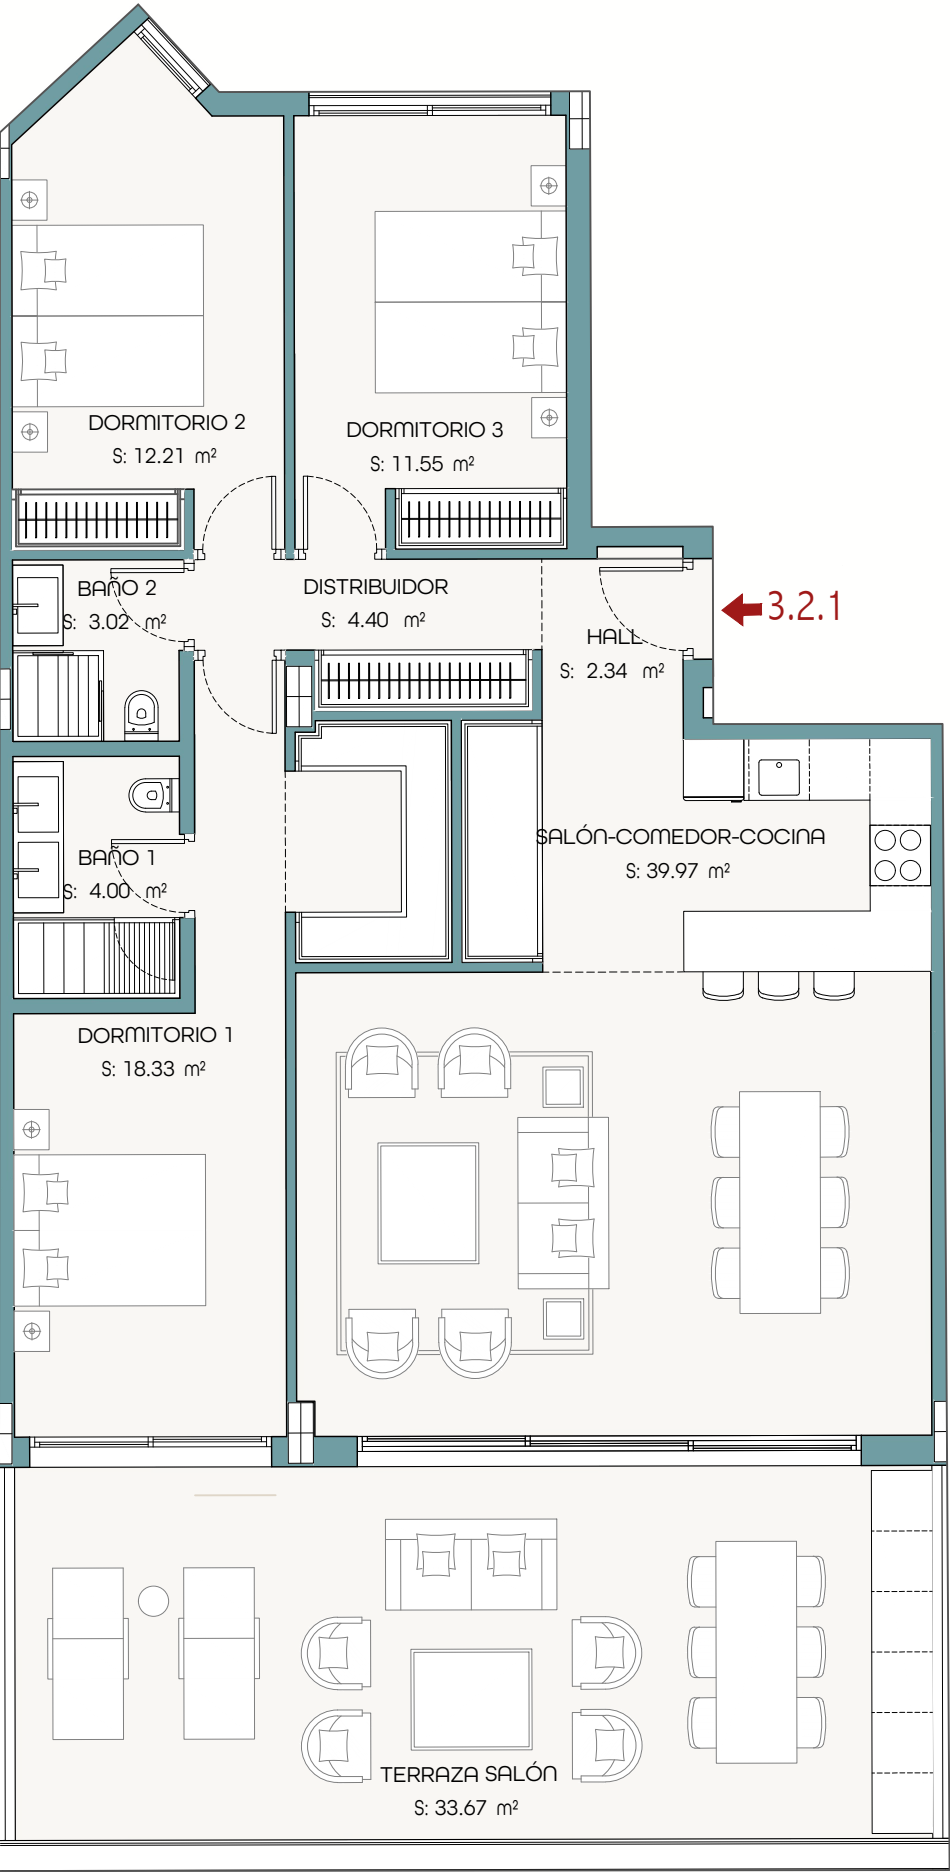 DORMITORIO 2
S: 12.21 m²
DORMITORIO 3
S: 11.55 m²
BAÑO 2
S: 3.02 m²
DISTRIBUIDOR
S: 4.40 m²
HALL
S: 2.34 m²
3.2.1
SALÓN-COMEDOR-COCINA
S: 39.97 m²
BAÑO 1
S: 4.00 m²
DORMITORIO 1
S: 18.33 m²
TERRAZA SALÓN
S: 33.67 m²